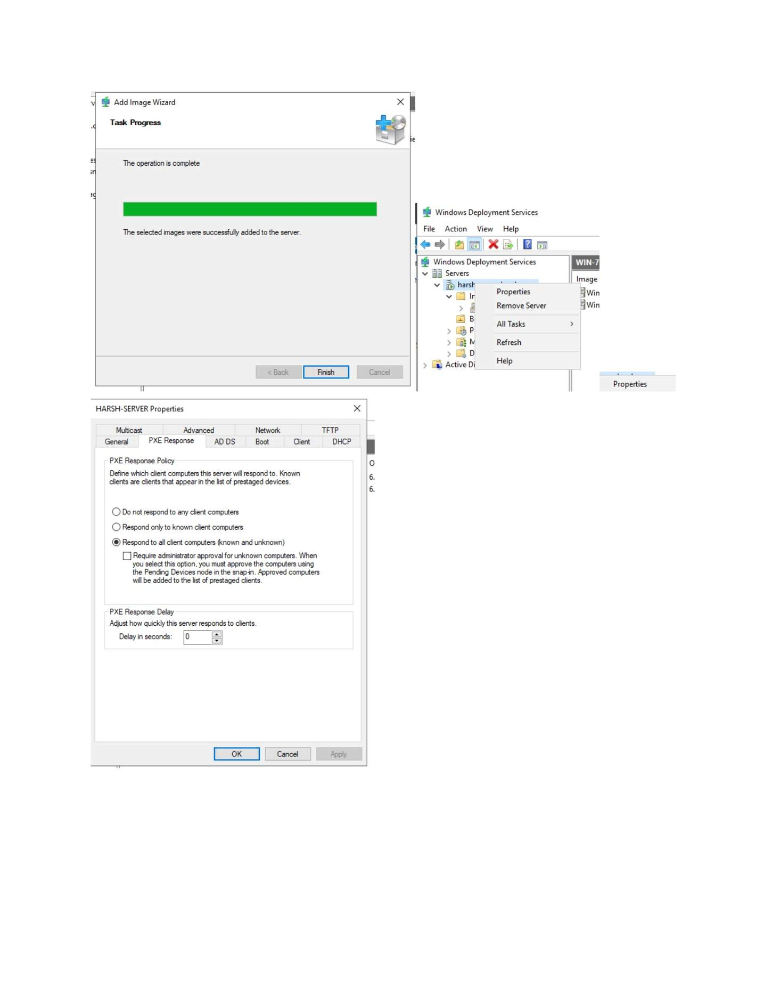 Add Image Wizard
Task Progress
The operation is complete
The selected images were successfully added to the server.
< Back
Finish
Cancel
Windows Deployment Services
File Action View Help
Windows Deployment Services
WIN-7
Servers
Image
harsh
Properties
In
Win
Remove Server
Win
B
All Tasks
P
M
Refresh
D
Help
Active Di
Properties
HARSH-SERVER Properties
Multicast Advanced Network TFTP
General PXE Response AD DS Boot Client DHCP
PXE Response Policy
Define which client computers this server will respond to. Known
clients are clients that appear in the list of prestaged devices.
O
6.
6.
Do not respond to any client computers
Respond only to known client computers
Respond to all client computers (known and unknown)
Require administrator approval for unknown computers. When
you select this option, you must approve the computers using
the Pending Devices node in the snap-in. Approved computers
will be added to the list of prestaged clients.
PXE Response Delay
Adjust how quickly this server responds to clients.
Delay in seconds: 0
OK Cancel Apply